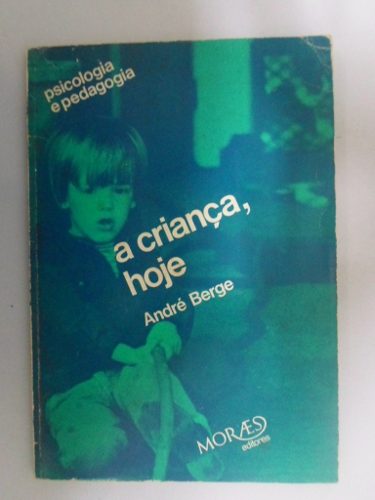 psicologia
e pedagogia
a criança,
hoje
André Berge
MORÆS
editores